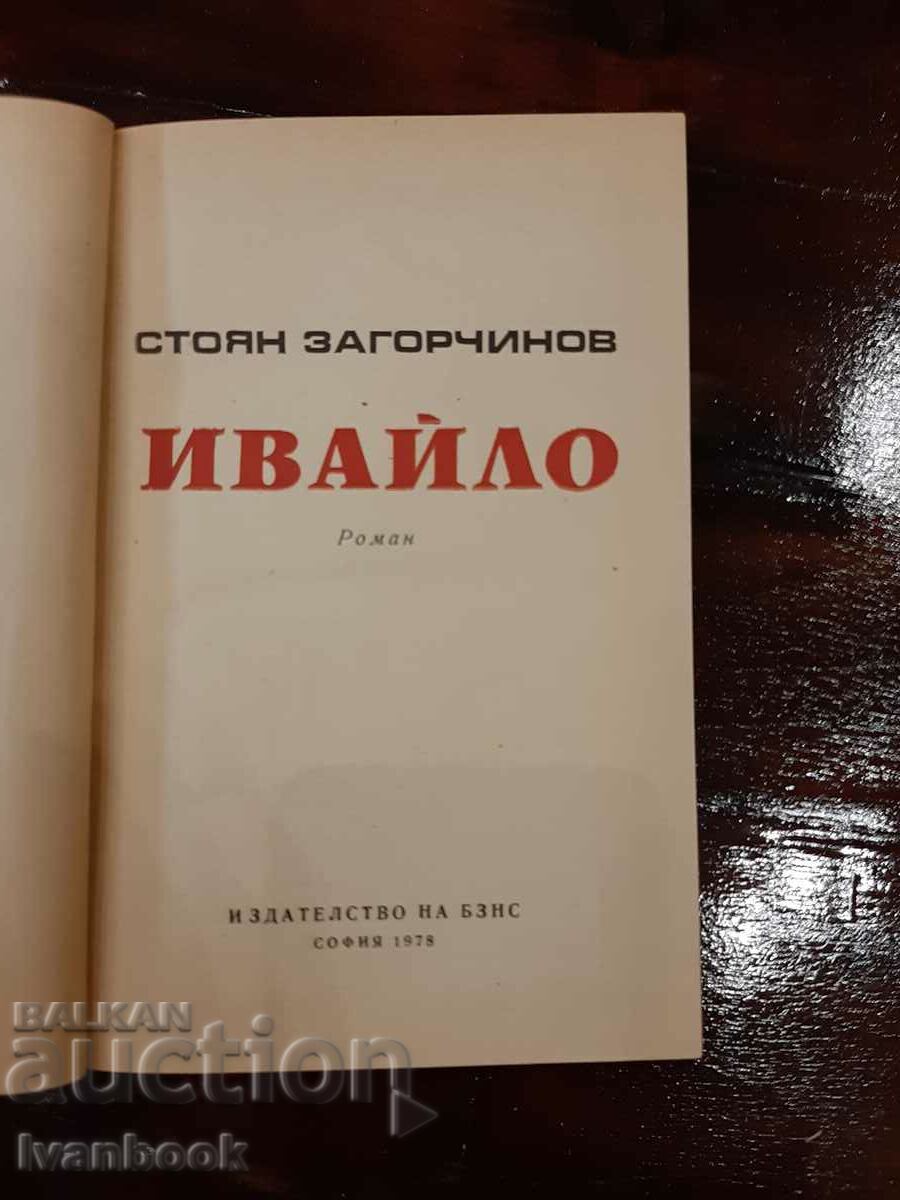 СТОЯН ЗАГОРЧИНОВ
ИВАЙЛО
Роман
ИЗДАТЕЛСТВО НА БЗНС
СОФИЯ 1978
BALKAN
auction
Ivanbook